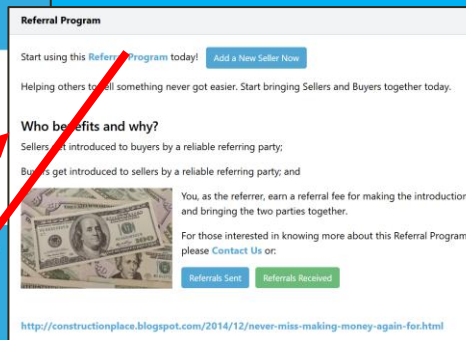 Referral Program
Start using this Referral Program today! Add a New Seller Now
Helping others to sell something never got easier. Start bringing Sellers and Buyers together today.
Who benefits and why?
Sellers get introduced to buyers by a reliable referring party;
Buyers get introduced to sellers by a reliable referring party; and
You, as the referrer, earn a referral fee for making the introduction
and bringing the two parties together.
For those interested in knowing more about this Referral Program
please Contact Us or:
Referrals Sent Referrals Received
http://constructionplace.blogspot.com/2014/12/never-miss-making-money-again-for.html